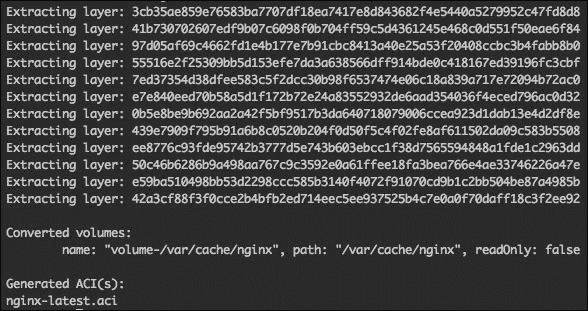 Extracting layer: 3cb35ae859e76583ba7707df18ea7417e8d843682f4e5440a5279952c47fd8d8
Extracting layer: 41b730702607edf9b07c6098f0b704ff59c5d4361245e468c0d551f50eae6f84
Extracting layer: 97d05af69c4662fd1e4b177e7b91cbc8413a40e25a53f20408ccbc3b4fabb8b0
Extracting layer: 55516e2f25309bb5d153efe7da3a638566dff914bde0c418167ed39196fc3cbf
Extracting layer: 7ed37354d38dfee583c5f2dcc30b98f6537474e06c18a839a717e72094b72ac0
Extracting layer: e7e840eed70b58a5d1f172b72e24a83552932de6aad354036f4eced796ac0d32
Extracting layer: 0b5e8be9b692aa2a42f5bf9517b3da640718079006ccea923d1dab13e4d2df8e
Extracting layer: 439e7909f795b91a6b8c0520b204f0d50f5c4f02fe8af611502da09c583b5508
Extracting layer: ee8776c93fde95742b3777d5e743b603ebcc1f38d7565594848a1fde1c2963dd
Extracting layer: 50c46b6286b9a498aa767c9c3592e0a61ffee18fa3bea766e4ae33746226a47e
Extracting layer: e59ba510498bb53d2298ccc585b3140f4072f91070cd9b1c2bb504be87a4985b
Extracting layer: 42a3cf88f3f0cce2b4bfb2ed714eec5ee937525b4c7e0a0f70daff18c3f2ee92
Converted volumes:
name: "volume-/var/cache/nginx", path: "/var/cache/nginx", readOnly: false
Generated ACI(s):
nginx-latest.aci